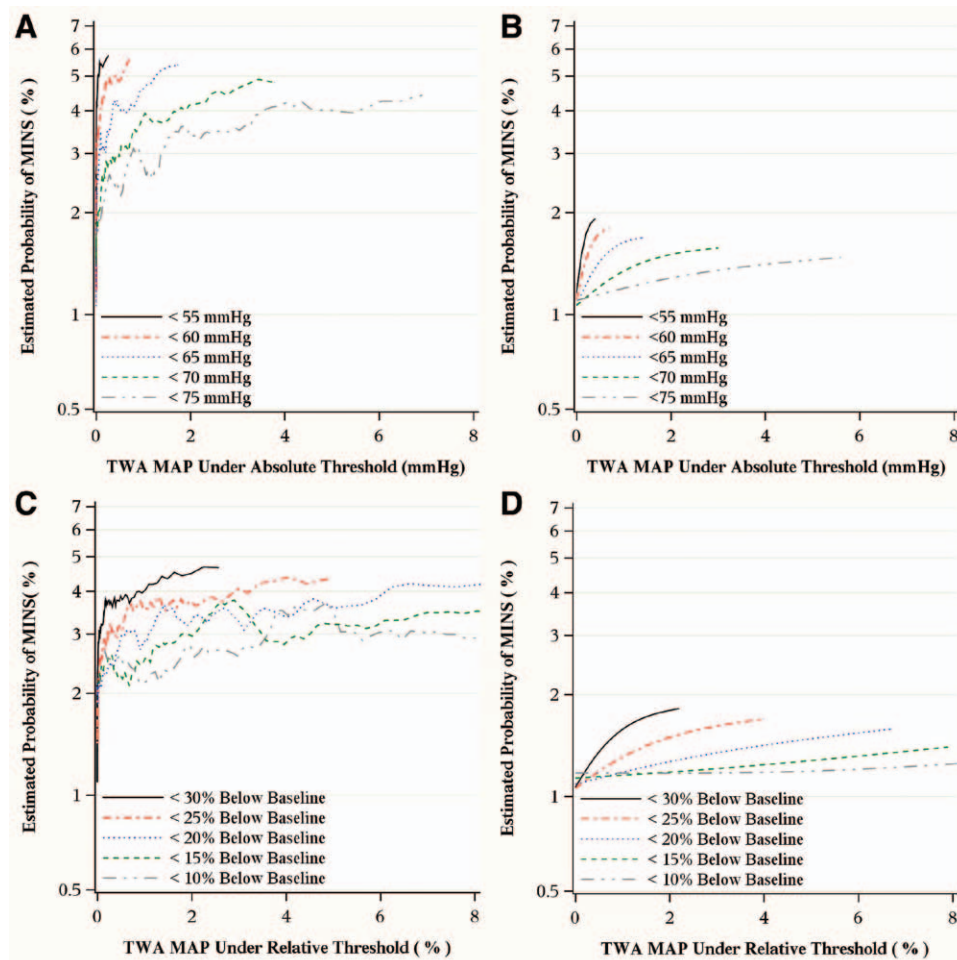 A
Estimated Probability of MINS ( % )
7
6
5
4
3
2
1
0.5
< 55 mmHg
< 60 mmHg
< 65 mmHg
< 70 mmHg
< 75 mmHg
0 2 4 6 8
TWA MAP Under Absolute Threshold (mmHg)
B
Estimated Probability of MINS ( % )
7
6
5
4
3
2
1
0.5
<55 mmHg
<60 mmHg
<65 mmHg
<70 mmHg
<75 mmHg
0 2 4 6 8
TWA MAP Under Absolute Threshold (mmHg)
C
Estimated Probability of MINS( % )
7
6
5
4
3
2
1
0.5
< 30% Below Baseline
< 25% Below Baseline
< 20% Below Baseline
< 15% Below Baseline
< 10% Below Baseline
0 2 4 6 8
TWA MAP Under Relative Threshold ( % )
D
Estimated Probability of MINS ( % )
7
6
5
4
3
2
1
0.5
< 30% Below Baseline
< 25% Below Baseline
< 20% Below Baseline
< 15% Below Baseline
< 10% Below Baseline
0 2 4 6 8
TWA MAP Under Relative Threshold ( % )